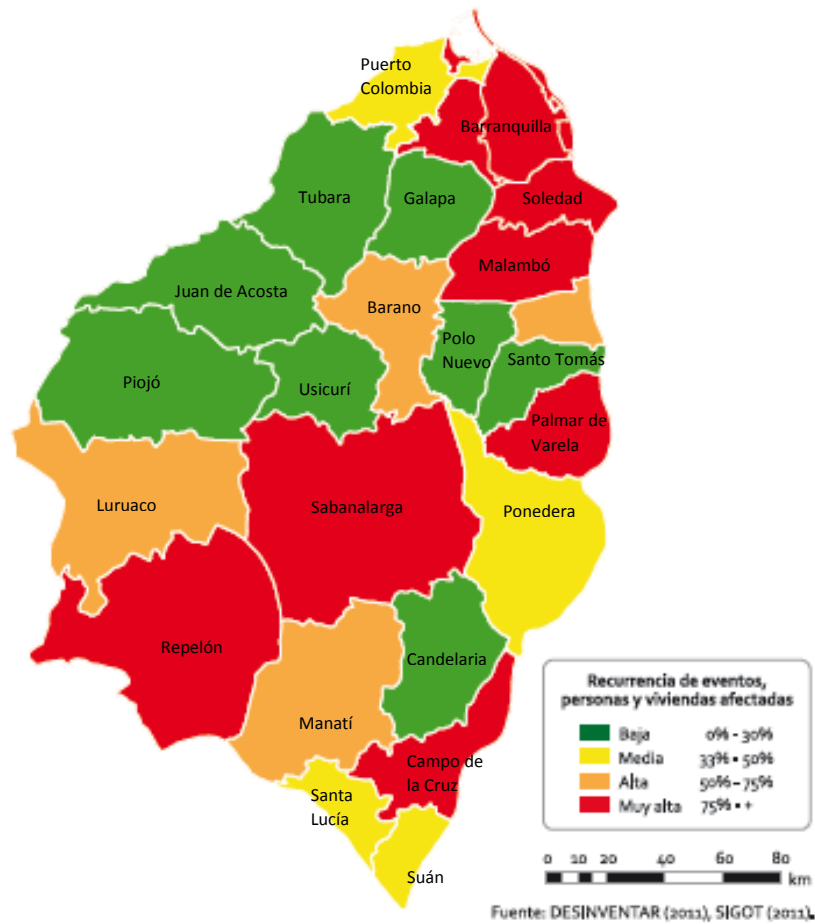 Puerto
Colombia
Barranquilla
Tubara
Galapa
Soledad
Malambó
Juan de Acosta
Barano
Polo
Nuevo
Santo Tomás
Piojó
Usicurí
Palmar de
Varela
Luruaco
Sabanalarga
Ponedera
Repelón
Candelaria
Manatí
Campo de
la Cruz
Santa
Lucía
Suán
Recurrencia de eventos,
personas y viviendas afectadas
Baja 0% - 30%
Media 33% - 50%
Alta 50% - 75%
Muy alta 75% - +
0 10 20 40 60 80
km
Fuente: DESINVENTAR (2011), SIGOT (2011).